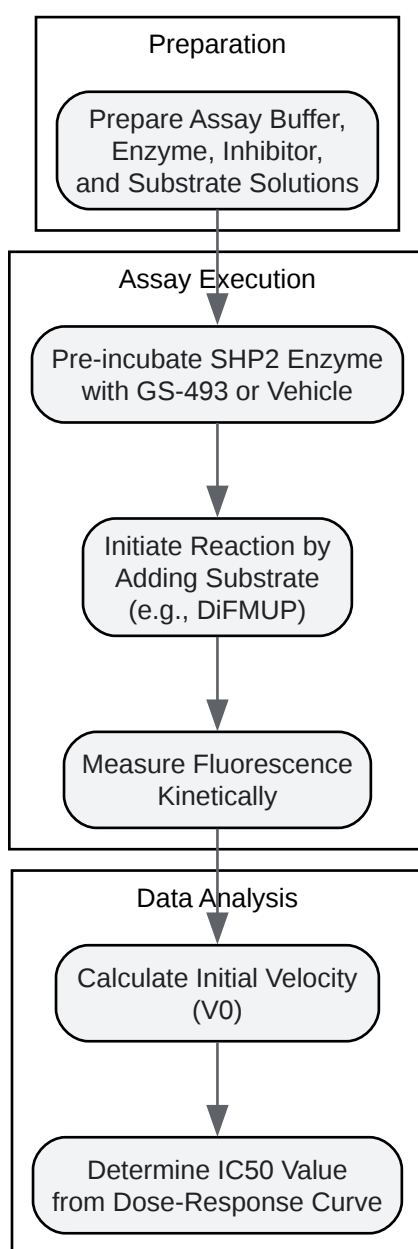 Preparation
Prepare Assay Buffer,
Enzyme, Inhibitor,
and Substrate Solutions
Assay Execution
Pre-incubate SHP2 Enzyme
with GS-493 or Vehicle
Initiate Reaction by
Adding Substrate
(e.g., DiFMUP)
Measure Fluorescence
Kinetically
Data Analysis
Calculate Initial Velocity
(V0)
Determine IC50 Value
from Dose-Response Curve